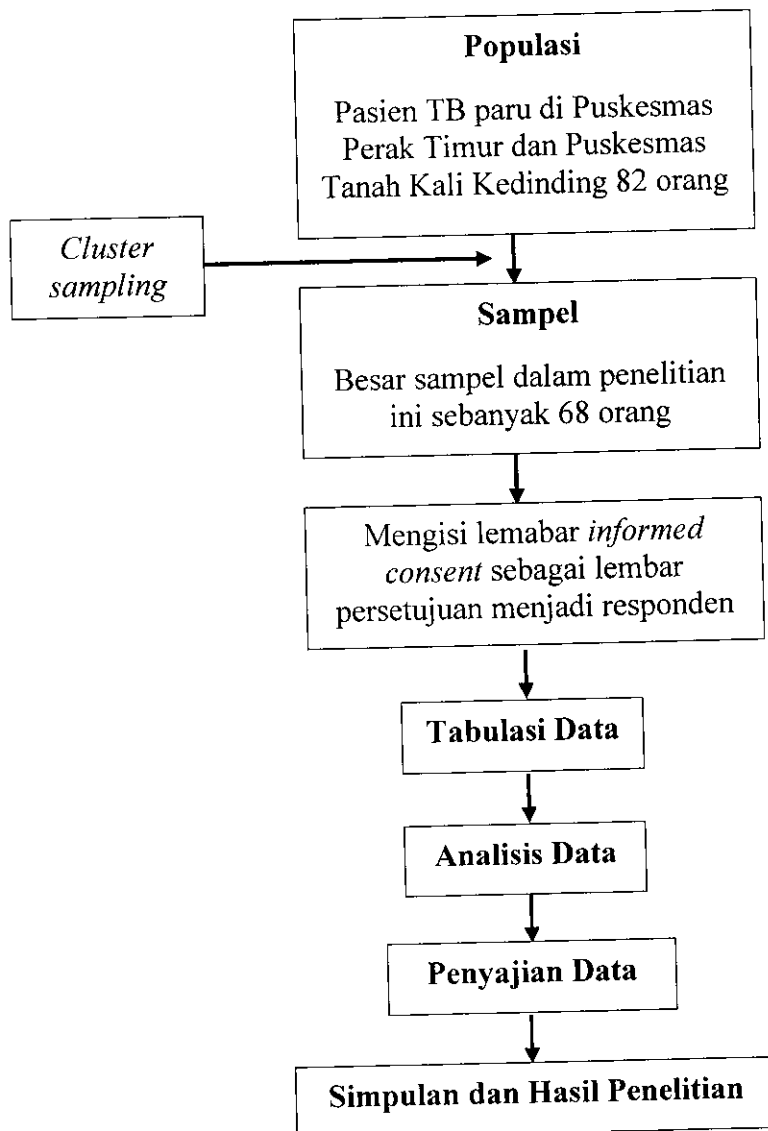 Populasi
Pasien TB paru di Puskesmas
Perak Timur dan Puskesmas
Tanah Kali Kedinding 82 orang
Cluster
sampling
Sampel
Besar sampel dalam penelitian
ini sebanyak 68 orang
Mengisi lemabar informed
consent sebagai lembar
persetujuan menjadi responden
Tabulasi Data
Analisis Data
Penyajian Data
Simpulan dan Hasil Penelitian